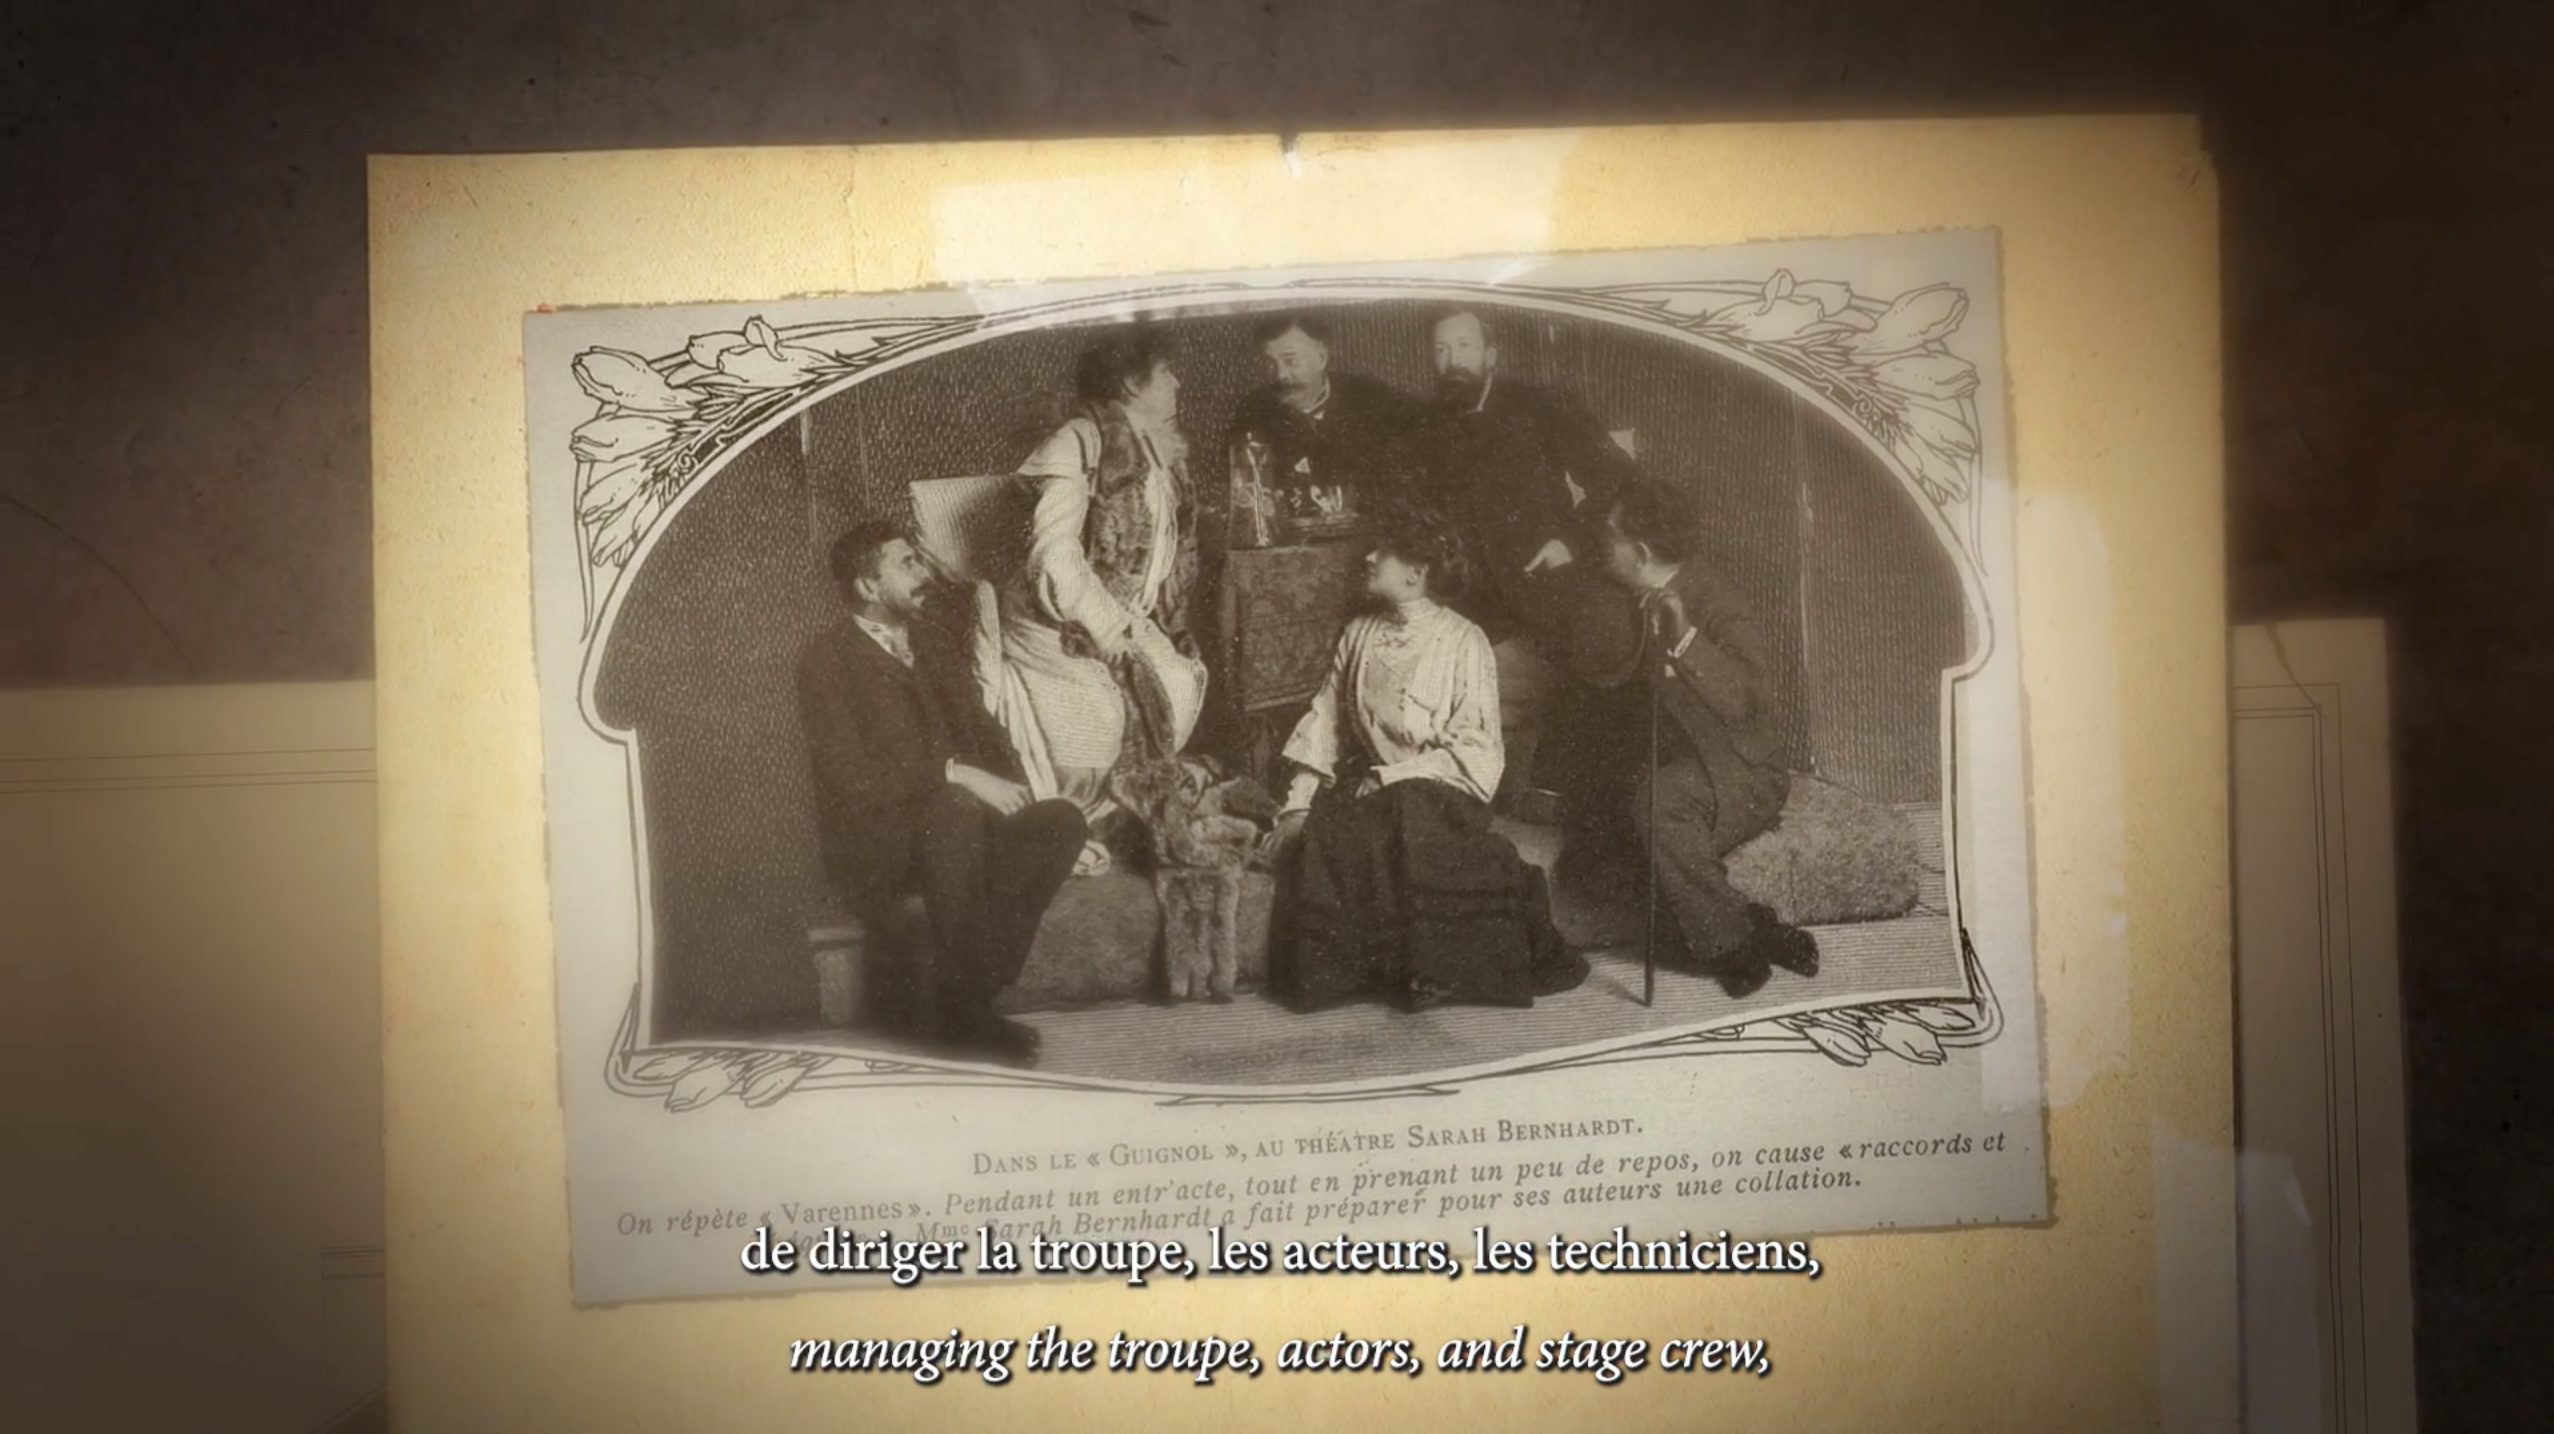 DANS LE « GUIGNOL », AU THÉATRE SARAH BERNHARDT.
On répète « Varennes ». Pendant un entr'acte, tout en prenant un peu de repos, on cause « raccords et
Mme Sarah Bernhardt a fait préparer pour ses auteurs une collation.
de diriger la troupe, les acteurs, les techniciens,
managing the troupe, actors, and stage crew,